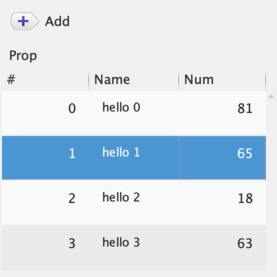 + Add
Prop
# Name Num
0 hello 0 81
1 hello 1 65
2 hello 2 18
3 hello 3 63